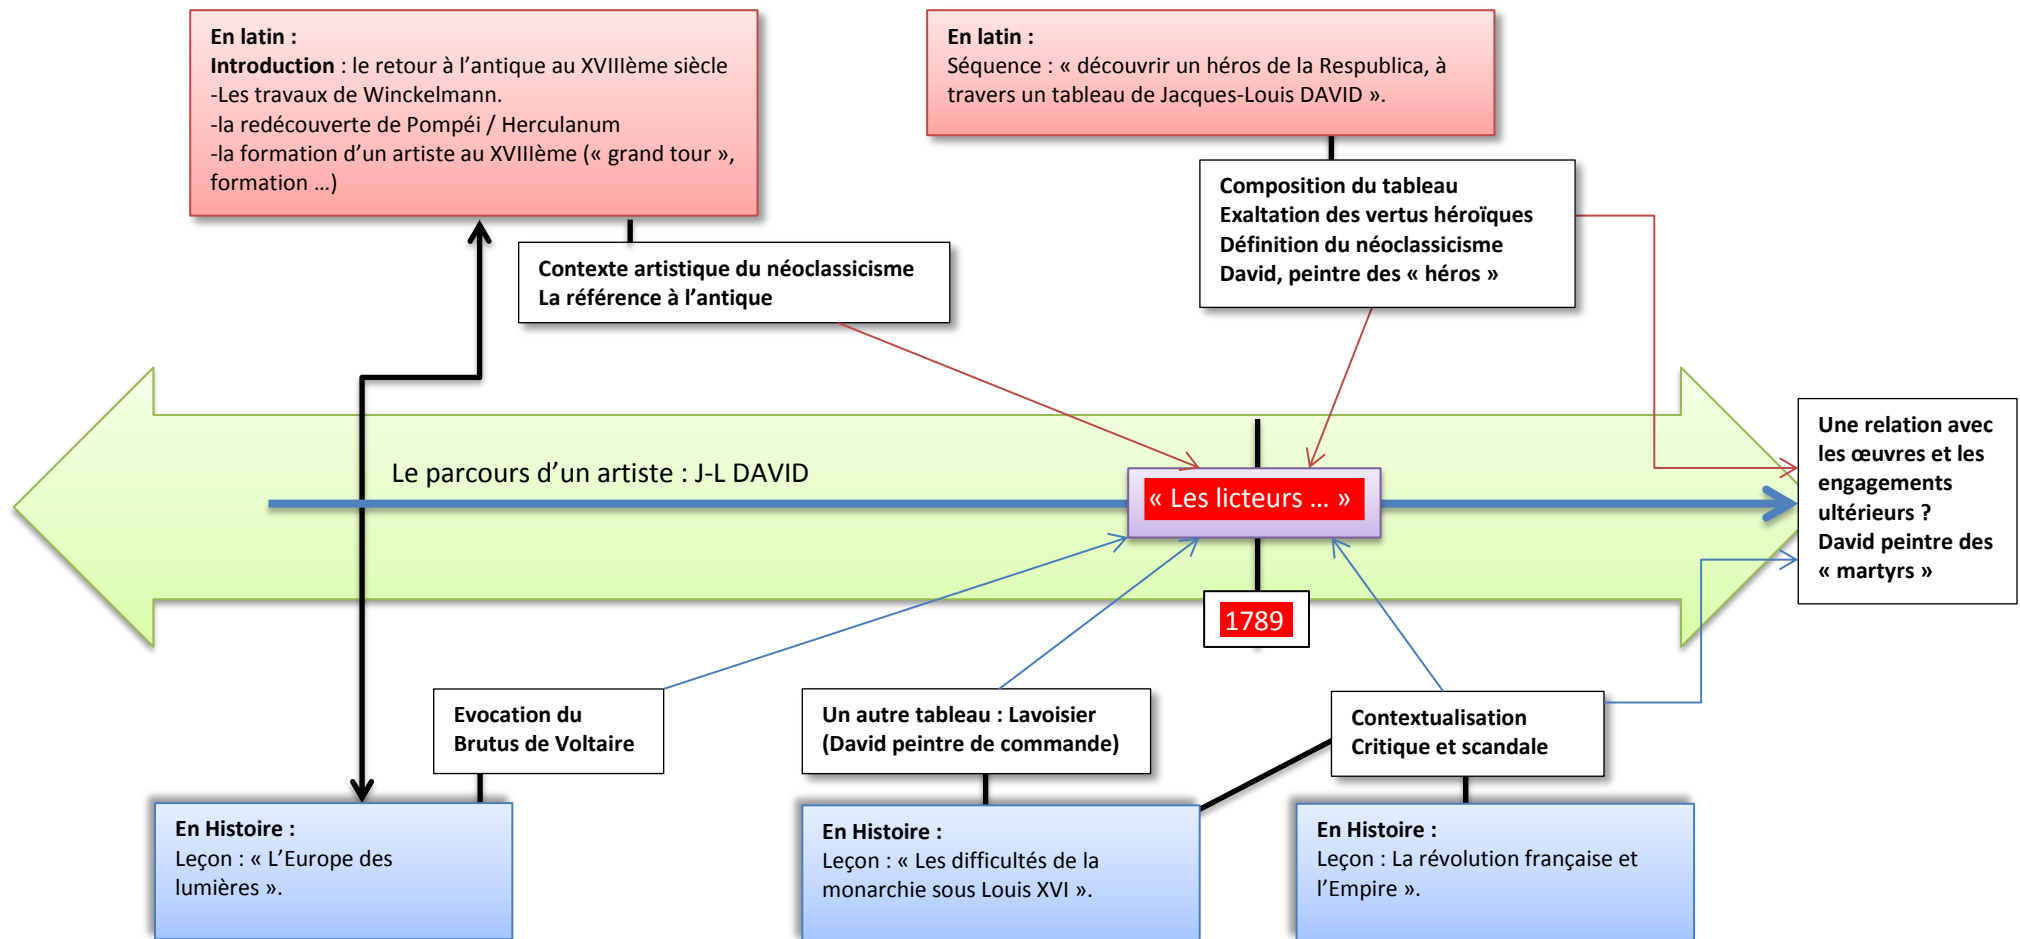 En latin :
Introduction : le retour à l’antique au XVIIIème siècle
-Les travaux de Winckelmann.
-la redécouverte de Pompéi / Herculanum
-la formation d’un artiste au XVIIIème (« grand tour »,
formation …)
En latin :
Séquence : « découvrir un héros de la Respublica, à
travers un tableau de Jacques-Louis DAVID ».
Contexte artistique du néoclassicisme
La référence à l’antique
Composition du tableau
Exaltation des vertus héroïques
Définition du néoclassicisme
David, peintre des « héros »
Le parcours d’un artiste : J-L DAVID
« Les licteurs … »
1789
Une relation avec
les œuvres et les
engagements
ultérieurs ?
David peintre des
« martyrs »
Evocation du
Brutus de Voltaire
Un autre tableau : Lavoisier
(David peintre de commande)
Contextualisation
Critique et scandale
En Histoire :
Leçon : « L’Europe des
lumières ».
En Histoire :
Leçon : « Les difficultés de la
monarchie sous Louis XVI ».
En Histoire :
Leçon : La révolution française et
l’Empire ».